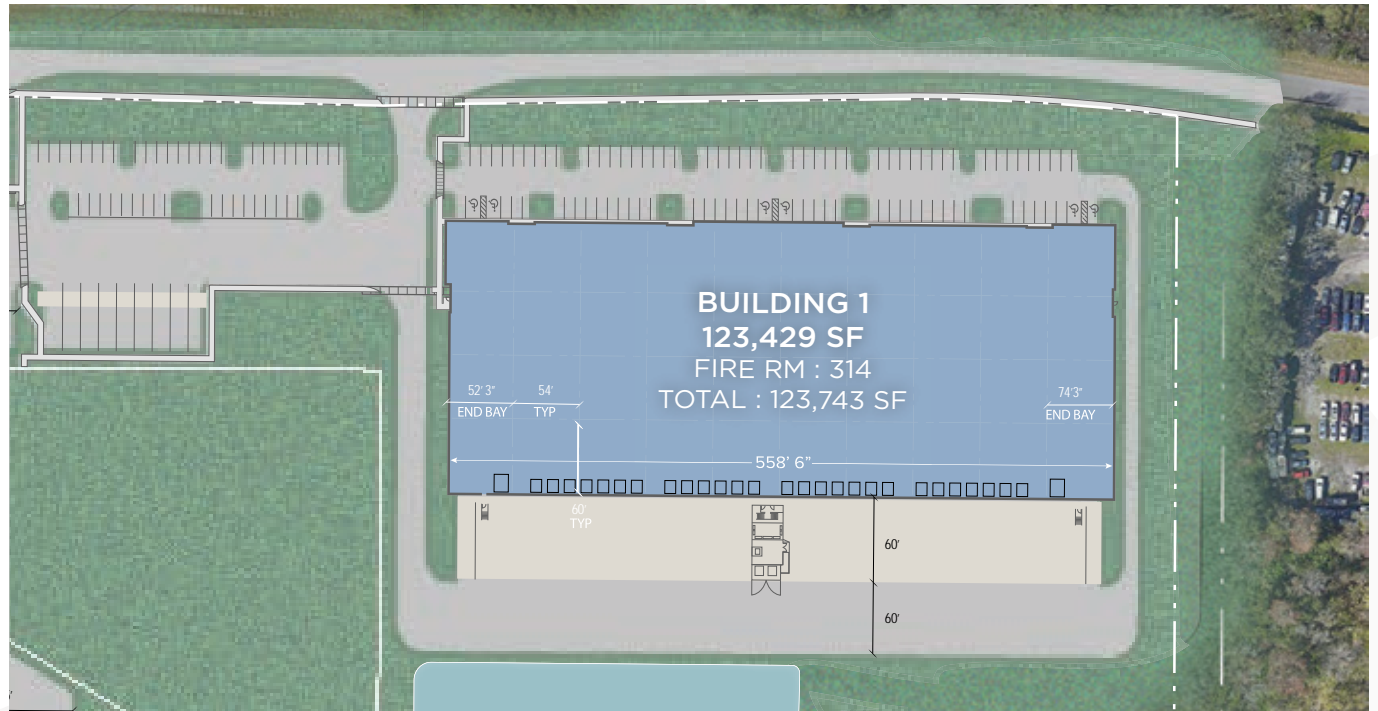 BUILDING 1
123,429 SF
FIRE RM : 314
TOTAL : 123,743 SF
52' 3"
END BAY
54'
TYP
74'3"
END BAY
558' 6"
60'
TYP
60'
60'